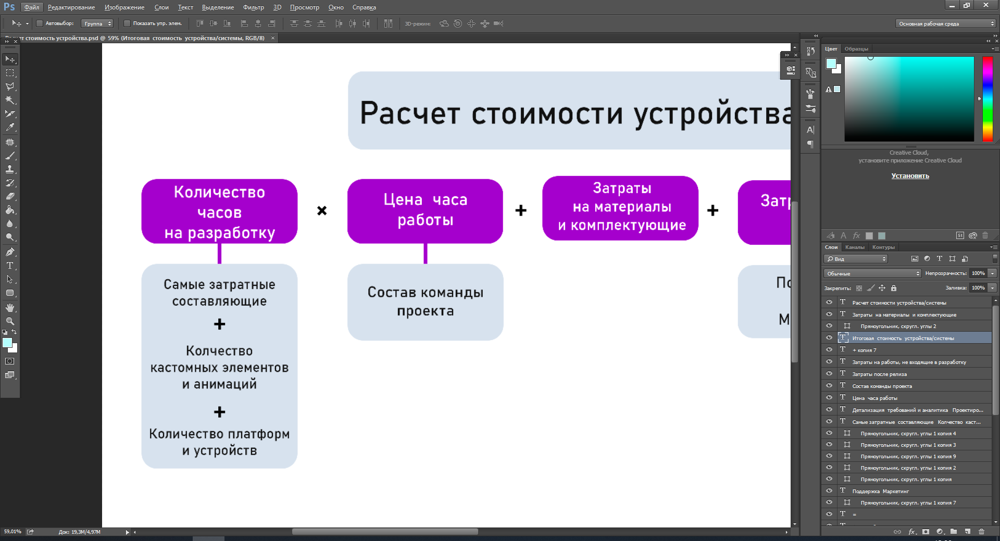 Ps Файл Редактирование Изображение Слои Текст Выделение Фильтр 3D Просмотр Окно Справка
Автовыбор: Группа Показать упр. элем. 3D-режим: Основная рабочая среда
стоимость устройства.psd @ 59% (Итоговая стоимость устройства/системы, RGB/8) ×
Расчет стоимости устройства
Количество
часов
на разработку
×
Цена часа
работы
+
Затраты
на материалы
и комплектующие
+
Затр
Самые затратные
составляющие
+
Колчество
кастомных элементов
и анимаций
+
Количество платформ
и устройств
Состав команды
проекта
По
М
Цвет Образцы
Creative Cloud,
установите приложение Creative Cloud
Установить
Слои Каналы Контуры
Вид
Обычные Непрозрачность: 100%
Закрепить: Заливка: 100%
Расчет стоимости устройства/системы
Затраты на материалы и комплектующие
Прямоугольник, скругл. углы 2
Итоговая стоимость устройства/системы
+ копия 7
Затраты на работы, не входящие в разработку
Затраты после релиза
Состав команды проекта
Цена часа работы
Детализация требований и аналитика Проектиро...
Самые затратные составляющие Колчество каст...
Прямоугольник, скругл. углы 1 копия 4
Прямоугольник, скругл. углы 1 копия 3
Прямоугольник, скругл. углы 1 копия 9
Прямоугольник, скругл. углы 1 копия 2
Прямоугольник, скругл. углы 1 копия
Поддержка Маркетинг
Прямоугольник, скругл. углы 1 копия 7
=
59,01% Док: 19,3M/4,97M